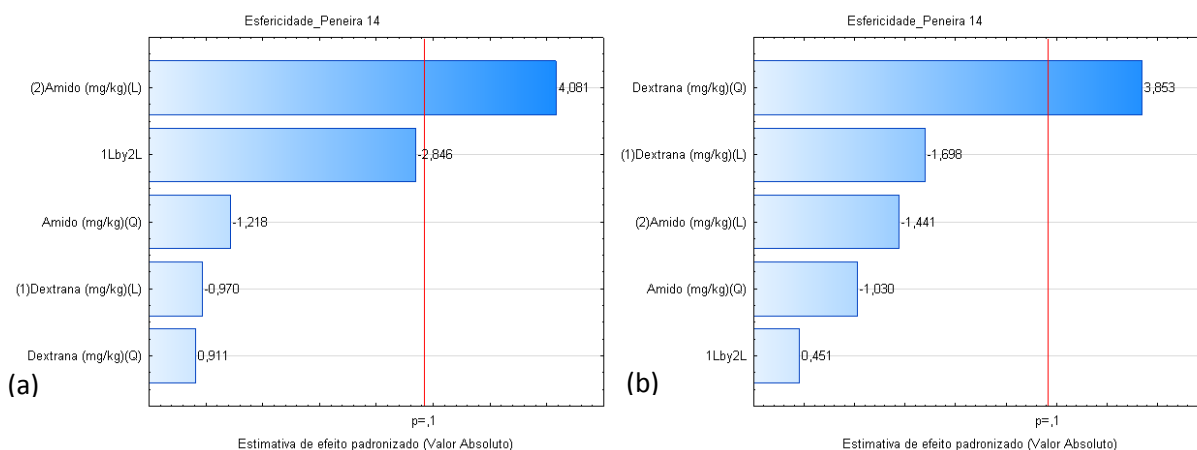 Esfericidade_Peneira 14
(2)Amido (mg/kg)(L)
4,081
1Lby2L
-2,846
Amido (mg/kg)(Q)
-1,218
(1)Dextrana (mg/kg)(L)
-0,970
Dextrana (mg/kg)(Q)
0,911
(a)
p=,1
Estimativa de efeito padronizado (Valor Absoluto)
Esfericidade_Peneira 14
Dextrana (mg/kg)(Q)
3,853
(1)Dextrana (mg/kg)(L)
-1,698
(2)Amido (mg/kg)(L)
-1,441
Amido (mg/kg)(Q)
-1,030
1Lby2L
0,451
(b)
p=,1
Estimativa de efeito padronizado (Valor Absoluto)